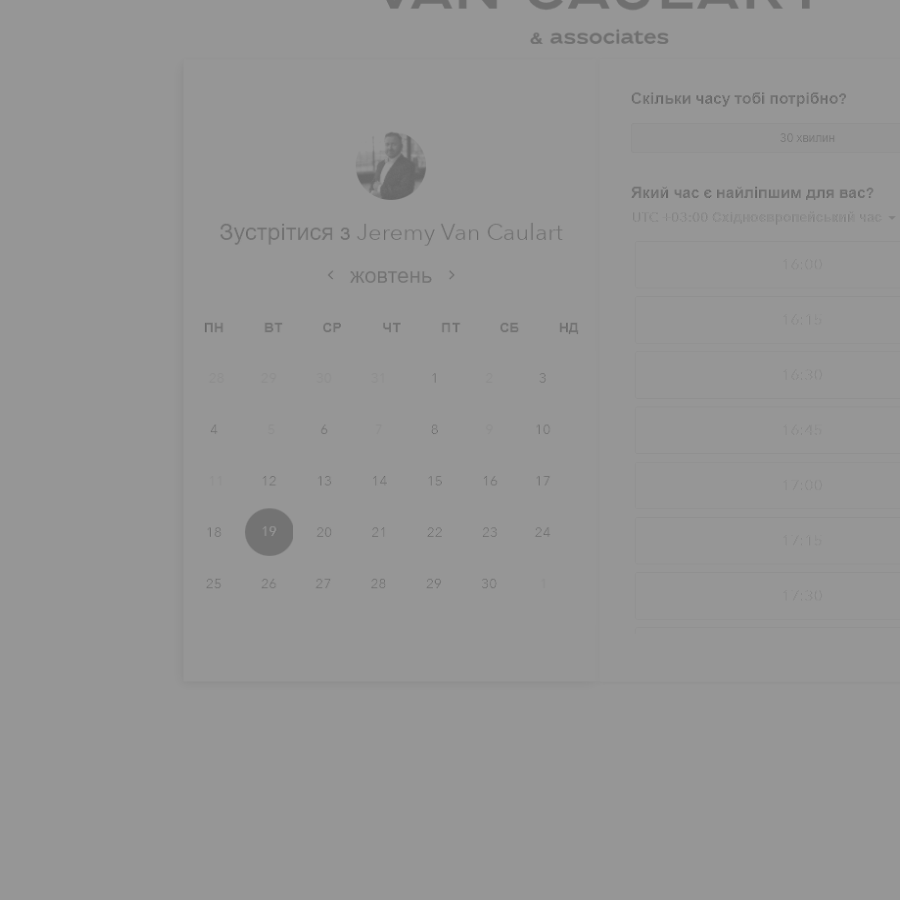 VAN CAULART
& associates
Скільки часу тобі потрібно?
30 хвилин
Який час є найліпшим для вас?
UTC +03:00 Східноєвропейський час
Зустрітися з Jeremy Van Caulart
жовтень
ПН ВТ СР ЧТ ПТ СБ НД
28 29 30 31 1 2 3
4 5 6 7 8 9 10
11 12 13 14 15 16 17
18 19 20 21 22 23 24
25 26 27 28 29 30 1
16:00
16:15
16:30
16:45
17:00
17:15
17:30